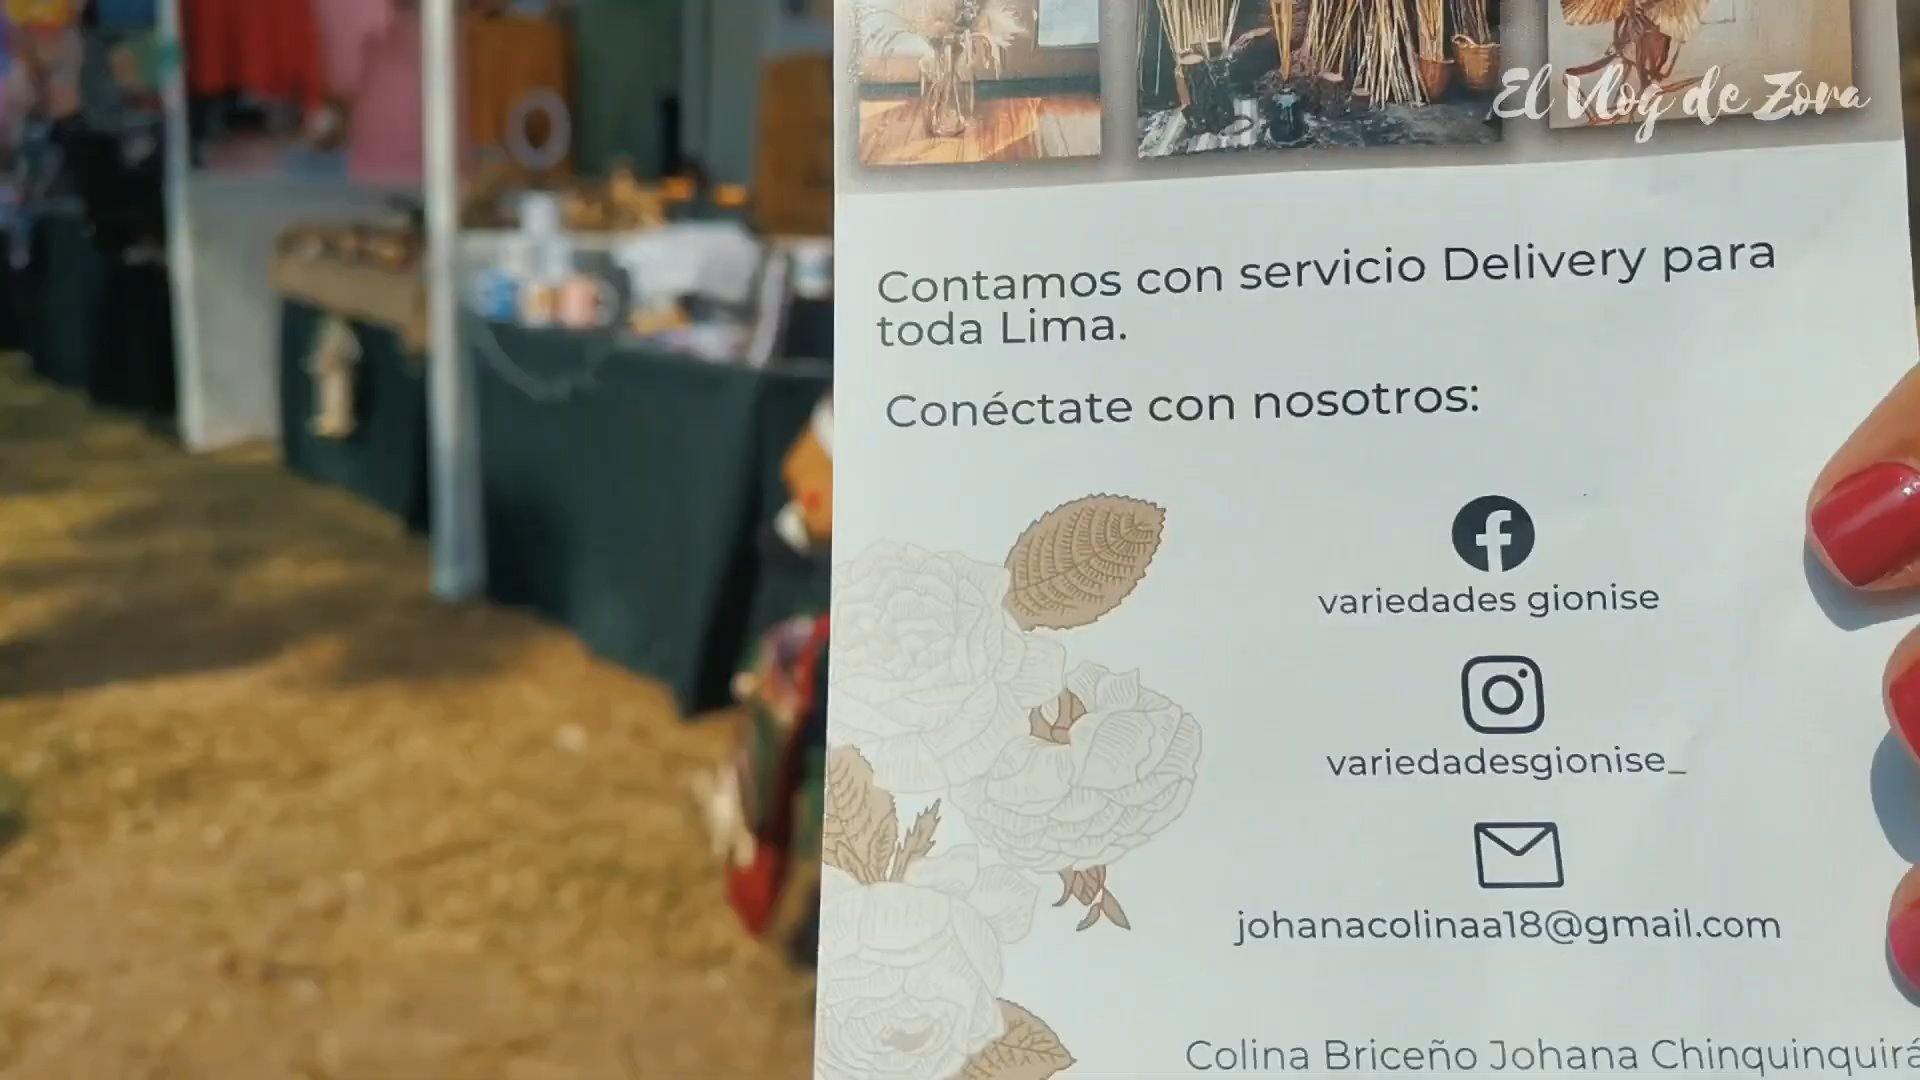 El Vlog de Zora
Contamos con servicio Delivery para
toda Lima.
Conéctate con nosotros:
variedades gionise
variedadesgionise_
johanacolinaa18@gmail.com
Colina Briceño Johana Chinquinquirá